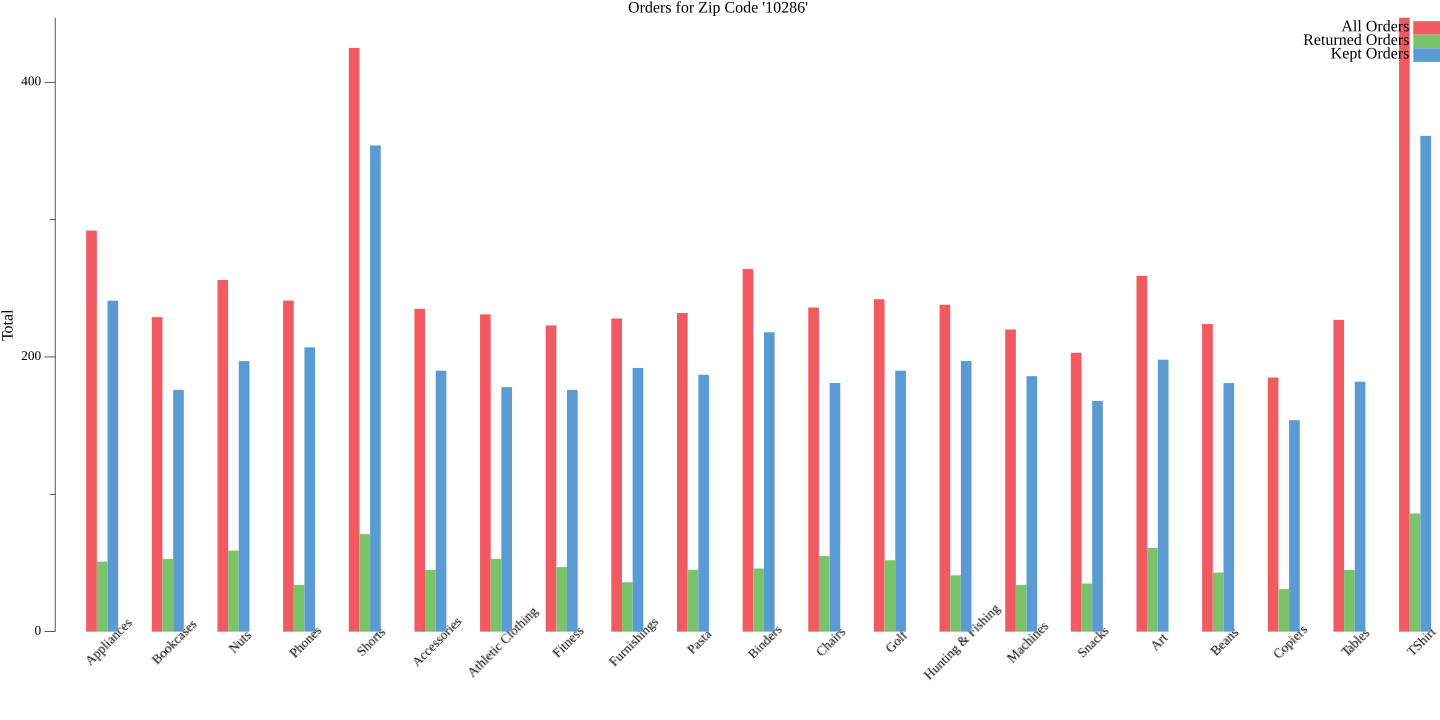 Orders for Zip Code '10286'
All Orders
Returned Orders
Kept Orders
Total
400
200
0
Appliances
Bookcases
Nuts
Phones
Shorts
Accessories
Athletic Clothing
Fitness
Furnishings
Pasta
Binders
Chairs
Golf
Hunting & Fishing
Machines
Snacks
Art
Beans
Copiers
Tables
TShirt